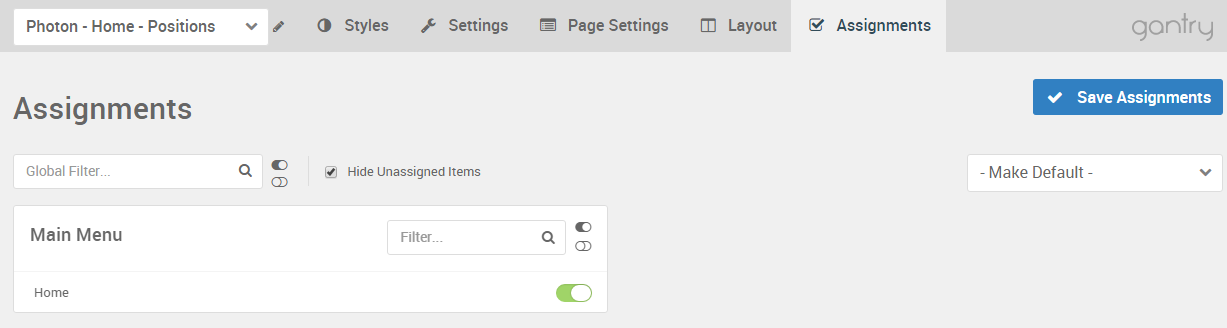 Photon - Home - Positions
Styles
Settings
Page Settings
Layout
Assignments
gantry
Assignments
Save Assignments
Global Filter...
Hide Unassigned Items
- Make Default -
Main Menu
Filter...
Home